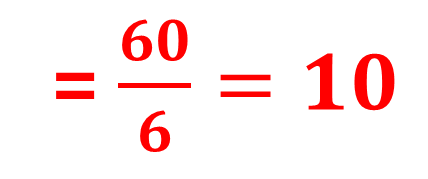 = 60/6 = 10